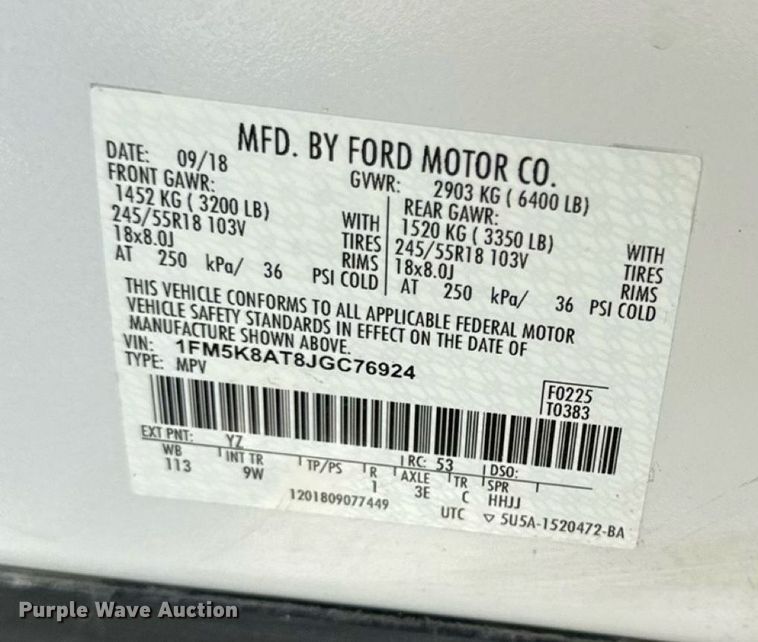 MFD. BY FORD MOTOR CO.
DATE: 09/18 GVWR: 2903 KG ( 6400 LB)
FRONT GAWR: REAR GAWR:
1452 KG ( 3200 LB) WITH 1520 KG ( 3350 LB) WITH
245/55R18 103V TIRES 245/55R18 103V TIRES
18x8.0J RIMS 18x8.0J RIMS
AT 250 kPa/ 36 PSI COLD AT 250 kPa/ 36 PSI COLD
THIS VEHICLE CONFORMS TO ALL APPLICABLE FEDERAL MOTOR
VEHICLE SAFETY STANDARDS IN EFFECT ON THE DATE OF
MANUFACTURE SHOWN ABOVE.
VIN: 1FM5K8AT8JGC76924
TYPE: MPV
F0225
T0383
EXT PNT: YZ RC: 53 DSO:
WB INT TR TP/PS R AXLE TR SPR
113 9W 1 3E C HHJJ
1201809077449 UTC ▽ 5U5A-1520472-BA
Purple Wave Auction